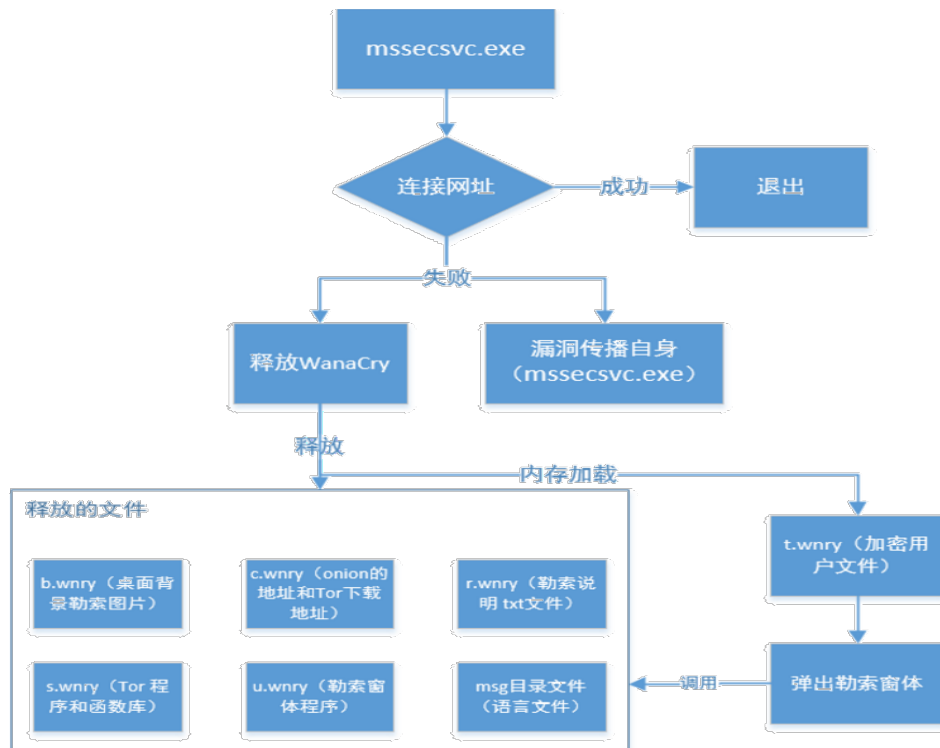 mssecsvc.exe
连接网址
成功
退出
失败
释放WanaCry
漏洞传播自身
（mssecsvc.exe）
释放
内存加载
释放的文件
t.wnry（加密用
户文件）
b.wnry（桌面背
景勒索图片）
c.wnry（onion的
地址和Tor下载
地址）
r.wnry（勒索说
明 txt文件）
s.wnry（Tor 程
序和函数库）
u.wnry（勒索窗
体程序）
msg目录文件
（语言文件）
调用
弹出勒索窗体